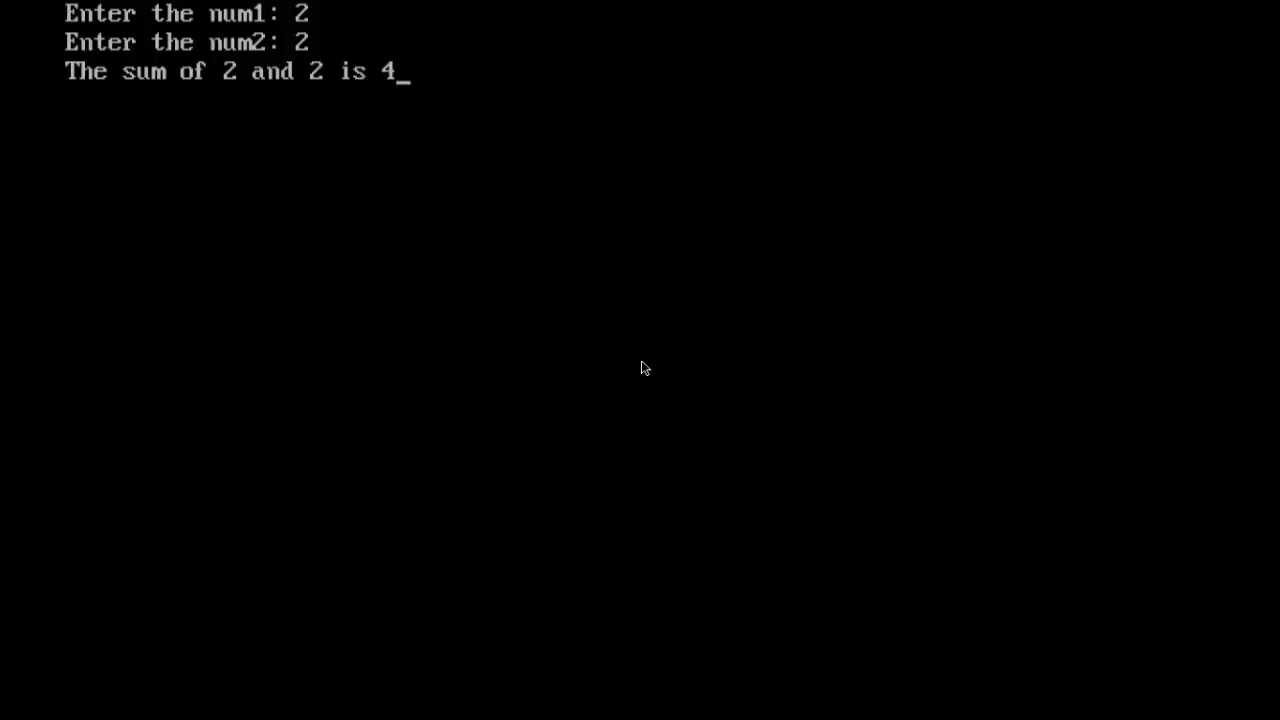 Enter the num1: 2
Enter the num2: 2
The sum of 2 and 2 is 4_